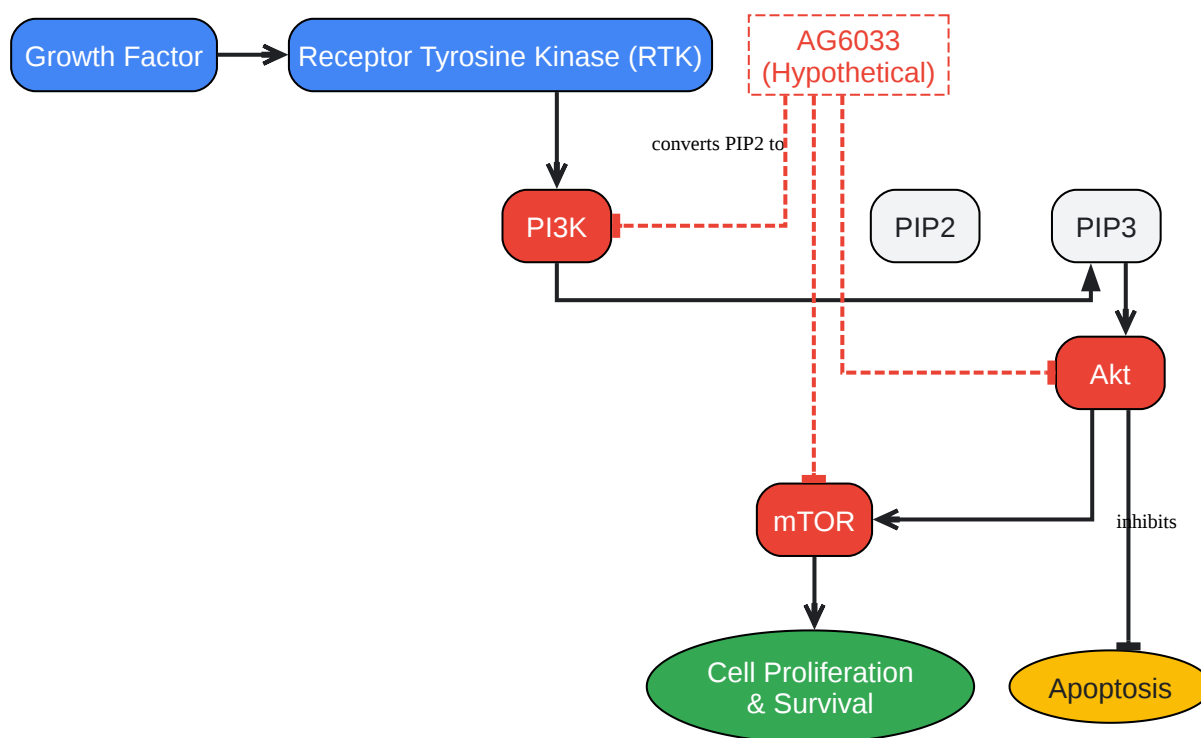 Growth Factor
Receptor Tyrosine Kinase (RTK)
AG6033
(Hypothetical)
converts PIP2 to
PI3K
PIP2
PIP3
Akt
mTOR
inhibits
Cell Proliferation
& Survival
Apoptosis